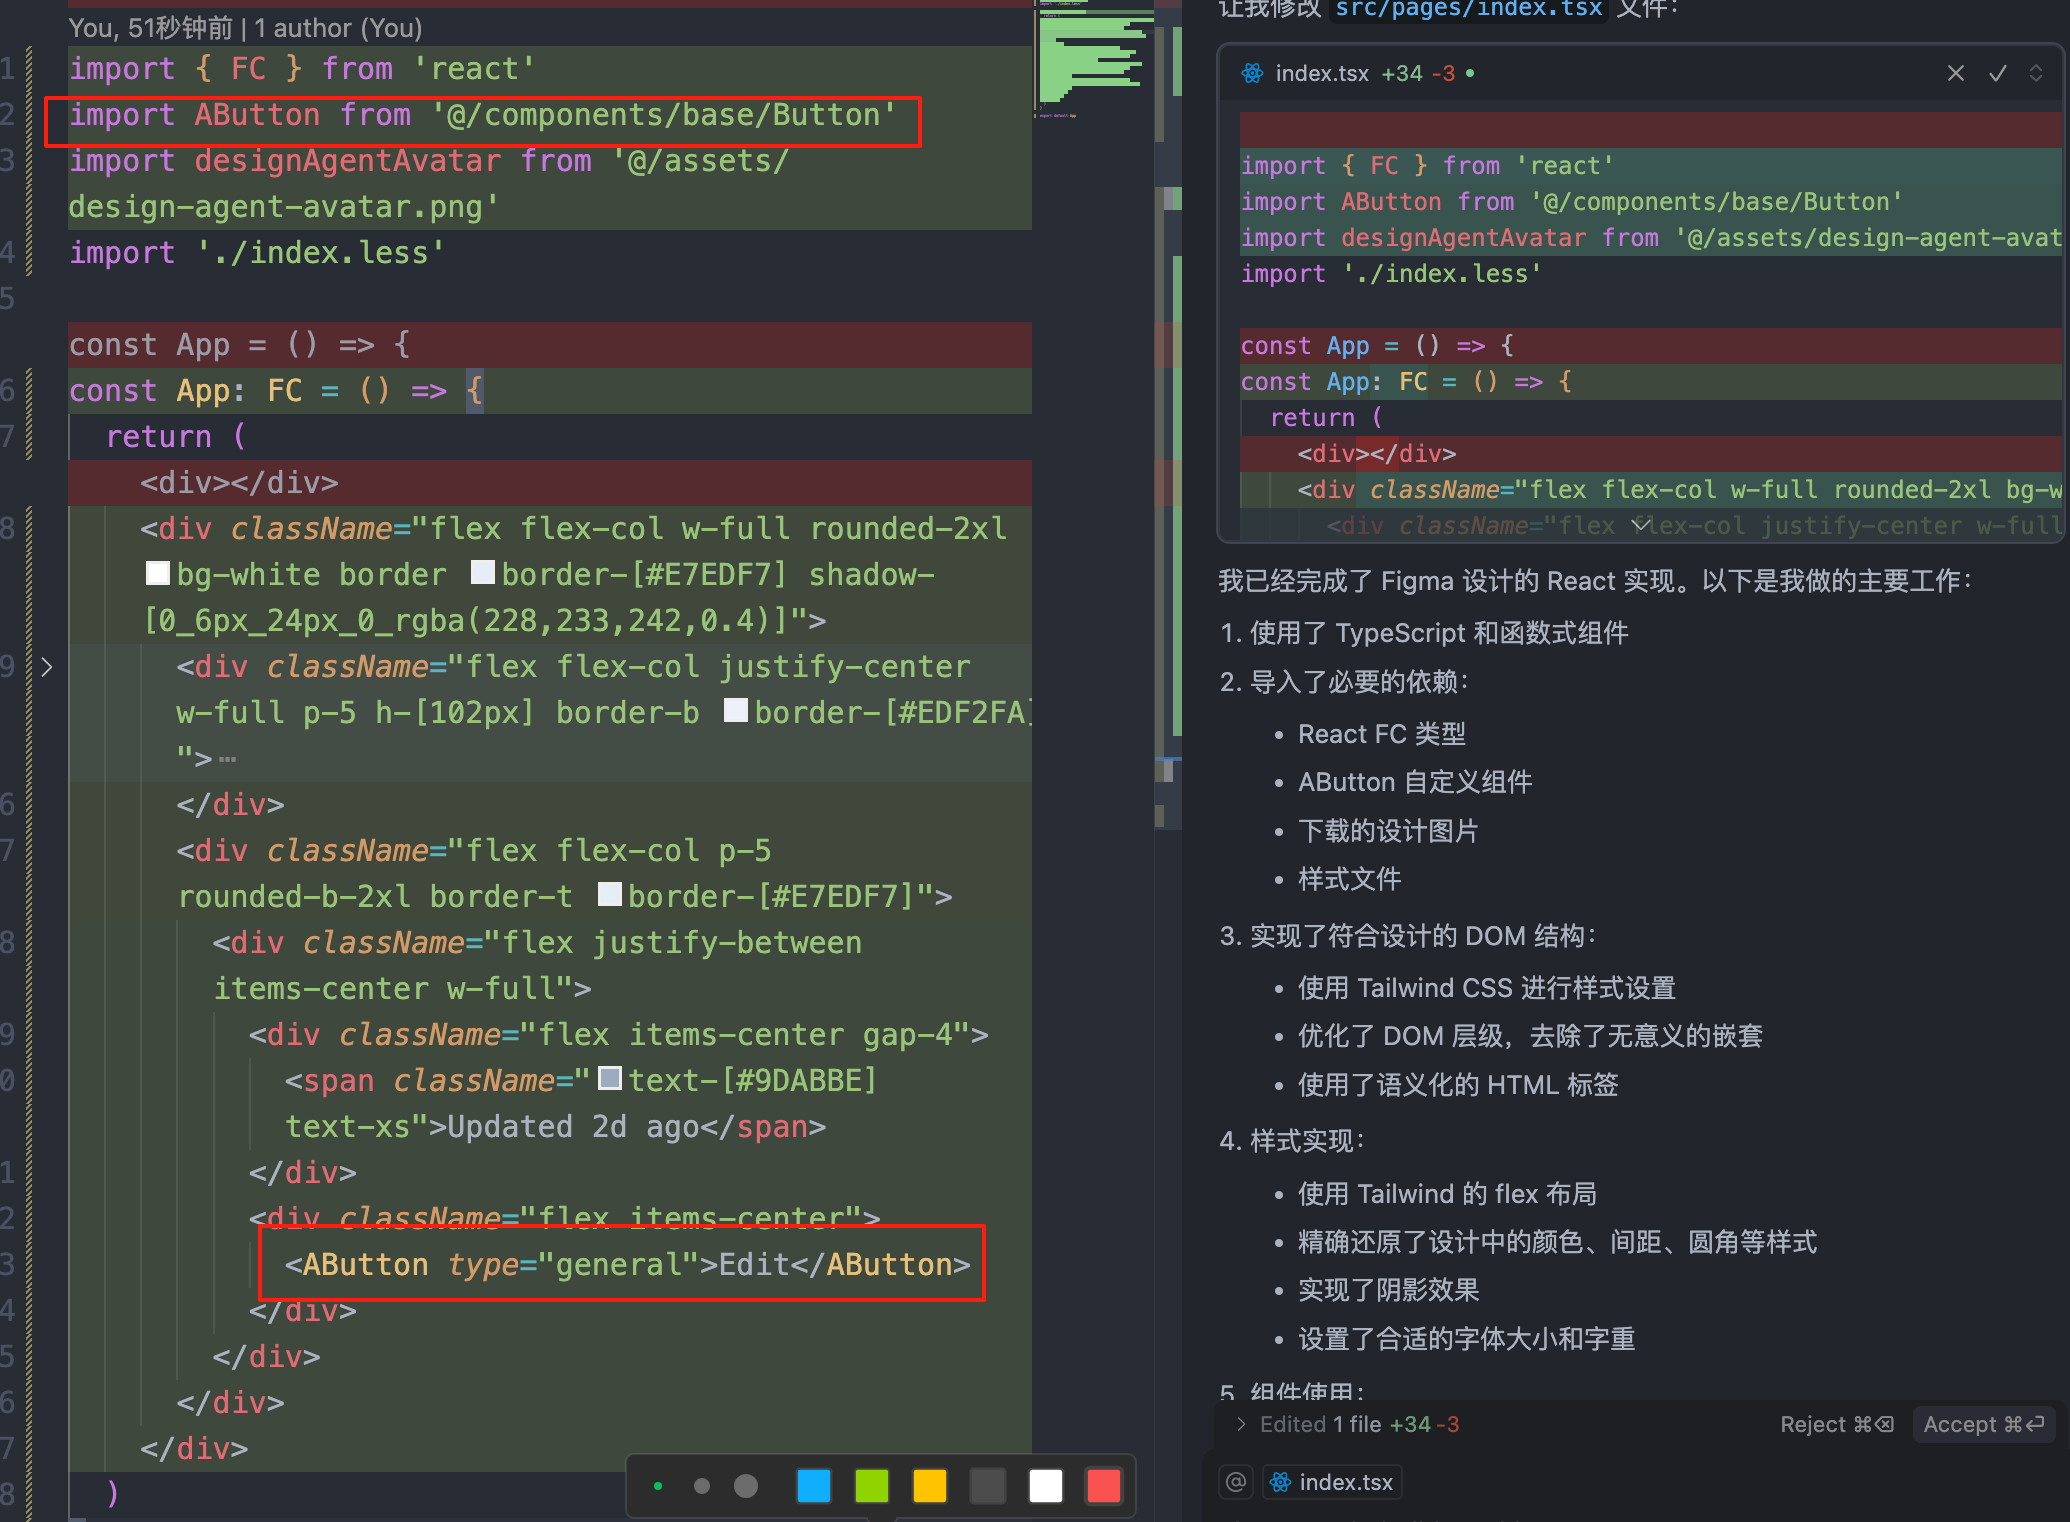 You, 51秒钟前 | 1 author (You)
1 import { FC } from 'react'
2 import AButton from '@/components/base/Button'
3 import designAgentAvatar from '@/assets/
design-agent-avatar.png'
4 import './index.less'
5
const App = () => {
6 const App: FC = () => {
7 return (
<div></div>
8 <div className="flex flex-col w-full rounded-2xl
bg-white border border-[#E7EDF7] shadow-
[0_6px_24px_0_rgba(228,233,242,0.4)]">
9 <div className="flex flex-col justify-center
w-full p-5 h-[102px] border-b border-[#EDF2FA]
">…
6 </div>
7 <div className="flex flex-col p-5
rounded-b-2xl border-t border-[#E7EDF7]">
8 <div className="flex justify-between
items-center w-full">
9 <div className="flex items-center gap-4">
0 <span className="text-[#9DABBE]
text-xs">Updated 2d ago</span>
1 </div>
2 <div className="flex items-center">
3 <AButton type="general">Edit</AButton>
4 </div>
5 </div>
6 </div>
7 </div>
8 )
让我修改 src/pages/index.tsx 文件：
index.tsx +34 -3
import { FC } from 'react'
import AButton from '@/components/base/Button'
import designAgentAvatar from '@/assets/design-agent-avat
import './index.less'
const App = () => {
const App: FC = () => {
return (
<div></div>
<div className="flex flex-col w-full rounded-2xl bg-w
<div className="flex flex-col justify-center w-full
我已经完成了 Figma 设计的 React 实现。以下是我做的主要工作：
1. 使用了 TypeScript 和函数式组件
2. 导入了必要的依赖：
• React FC 类型
• AButton 自定义组件
• 下载的设计图片
• 样式文件
3. 实现了符合设计的 DOM 结构：
• 使用 Tailwind CSS 进行样式设置
• 优化了 DOM 层级，去除了无意义的嵌套
• 使用了语义化的 HTML 标签
4. 样式实现：
• 使用 Tailwind 的 flex 布局
• 精确还原了设计中的颜色、间距、圆角等样式
• 实现了阴影效果
• 设置了合适的字体大小和字重
5. 组件使用：
Edited 1 file +34 -3
Reject ⌘⌫ Accept ⌘⏎
@ index.tsx